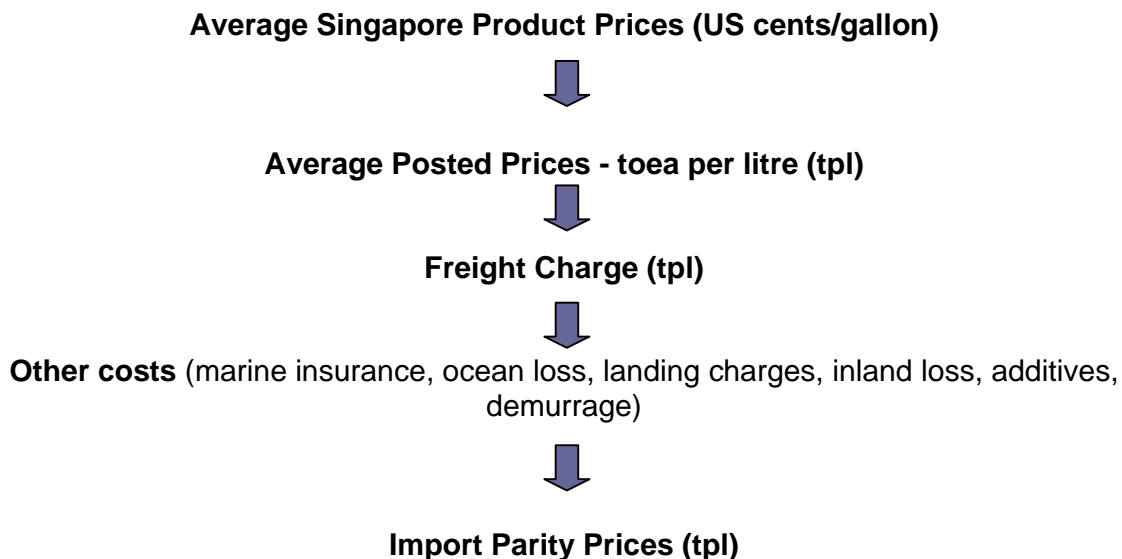 Average Singapore Product Prices (US cents/gallon)
Average Posted Prices - toea per litre (tpl)
Freight Charge (tpl)
Other costs (marine insurance, ocean loss, landing charges, inland loss, additives,
demurrage)
Import Parity Prices (tpl)